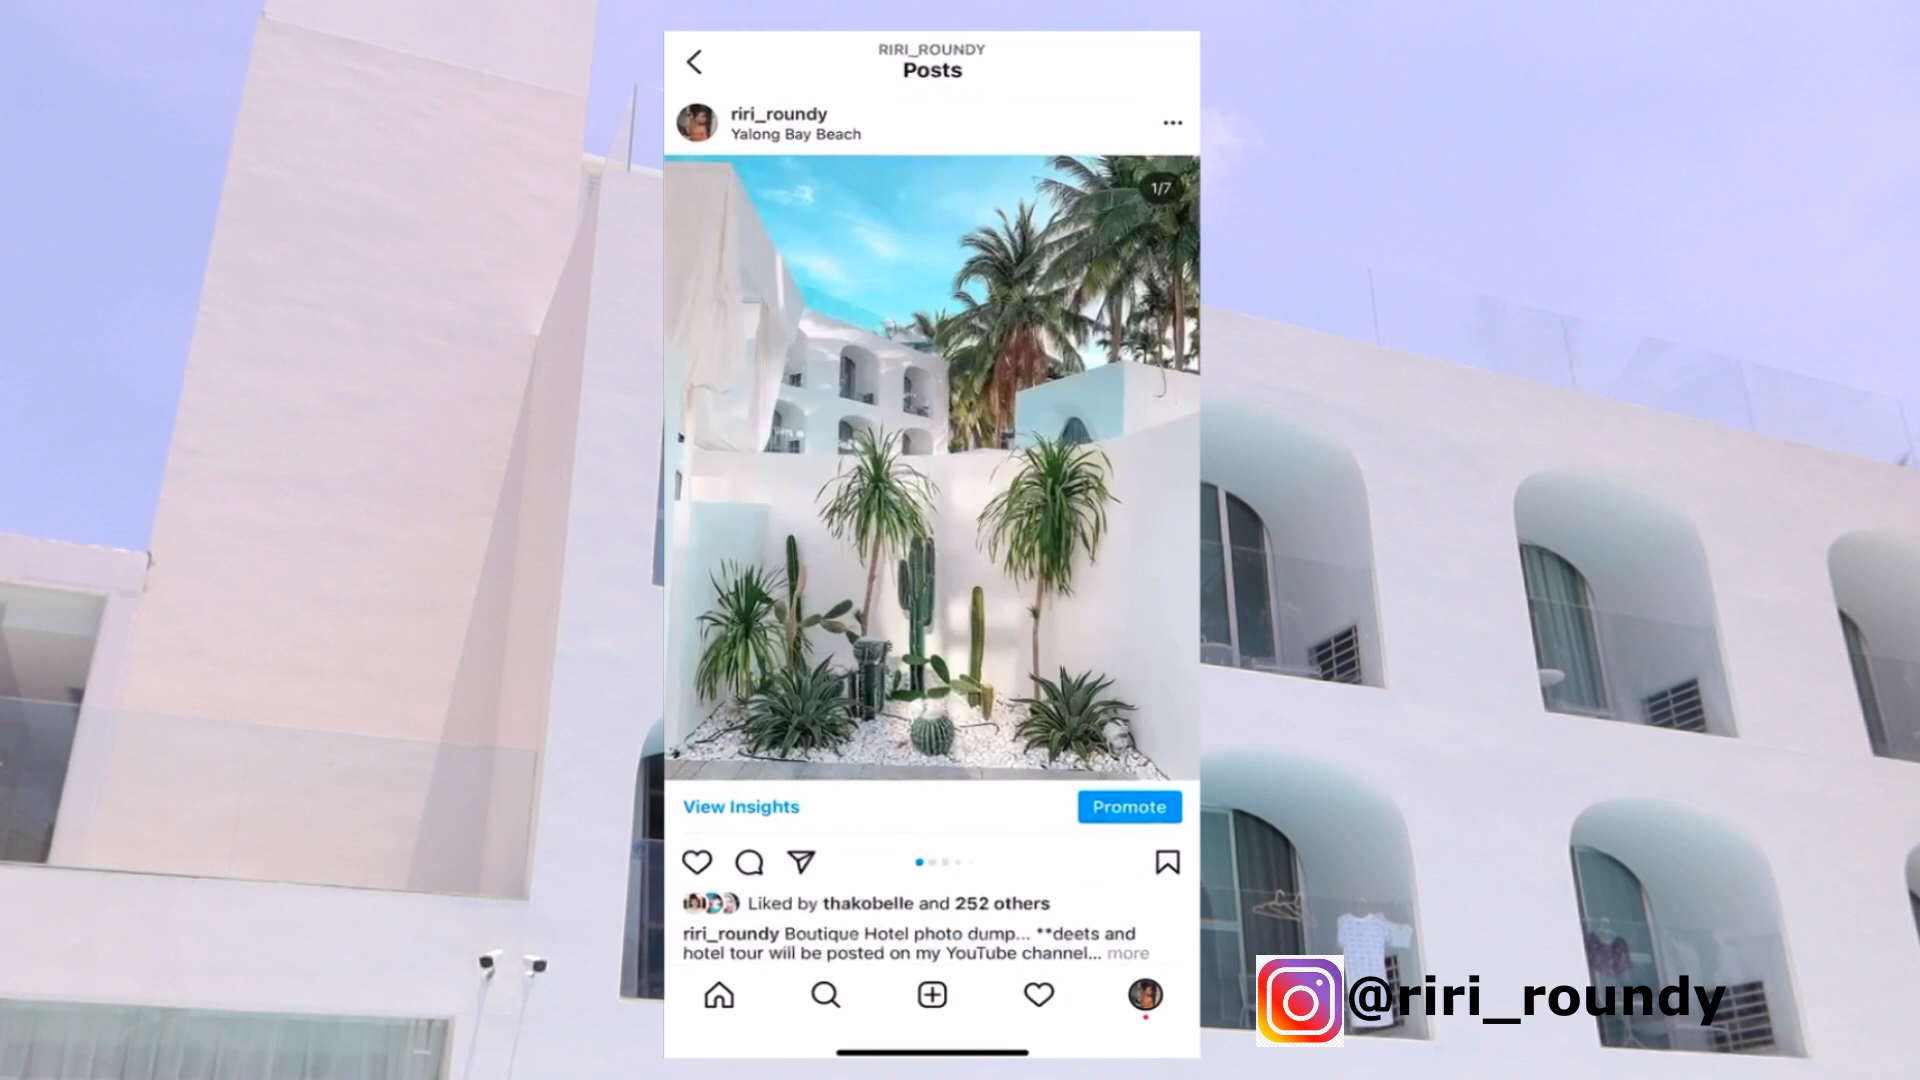 RIRI_ROUNDY
Posts
riri_roundy
Yalong Bay Beach
1/7
View Insights
Promote
Liked by thakobelle and 252 others
riri_roundy Boutique Hotel photo dump... **deets and
hotel tour will be posted on my YouTube channel... more
@riri_roundy